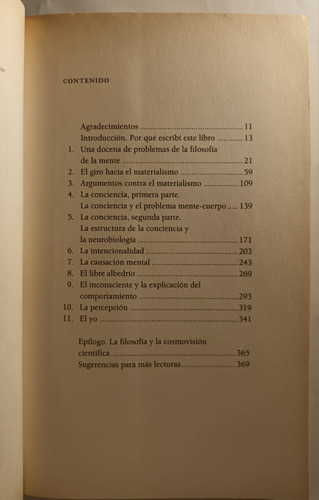 CONTENIDO
Agradecimientos 11
Introducción. Por qué escribí este libro 13
1. Una docena de problemas de la filosofía
de la mente 21
2. El giro hacia el materialismo 59
3. Argumentos contra el materialismo 109
4. La conciencia, primera parte.
La conciencia y el problema mente-cuerpo 139
5. La conciencia, segunda parte.
La estructura de la conciencia y
la neurobiología 171
6. La intencionalidad 203
7. La causación mental 243
8. El libre albedrío 269
9. El inconsciente y la explicación del
comportamiento 293
10. La percepción 319
11. El yo 341
Epílogo. La filosofía y la cosmovisión
científica 365
Sugerencias para más lecturas 369